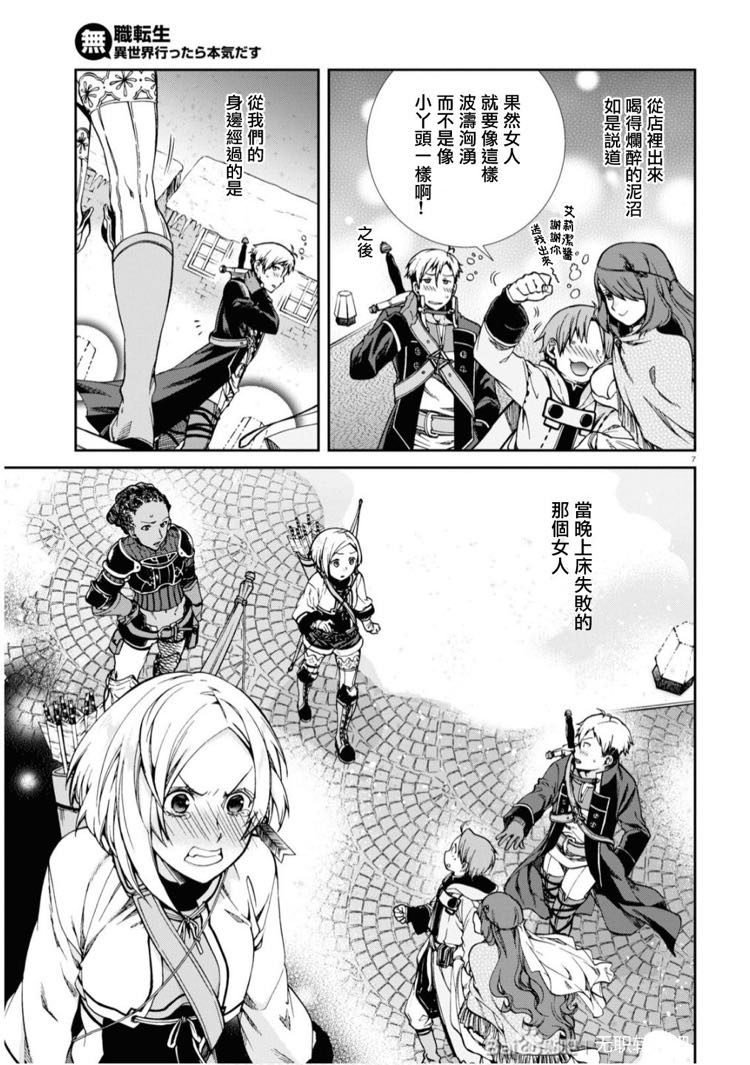 無職転生
異世界行ったら本気だす
從店裡出來
喝得爛醉的泥沼
如是說道
果然女人
就要像這樣
波濤洶湧
而不是像
小丫頭一樣啊！
艾莉潔醬
謝謝你
送我出來~
之後
從我們的
身邊經過的是
7
當晚上床失敗的
那個女人